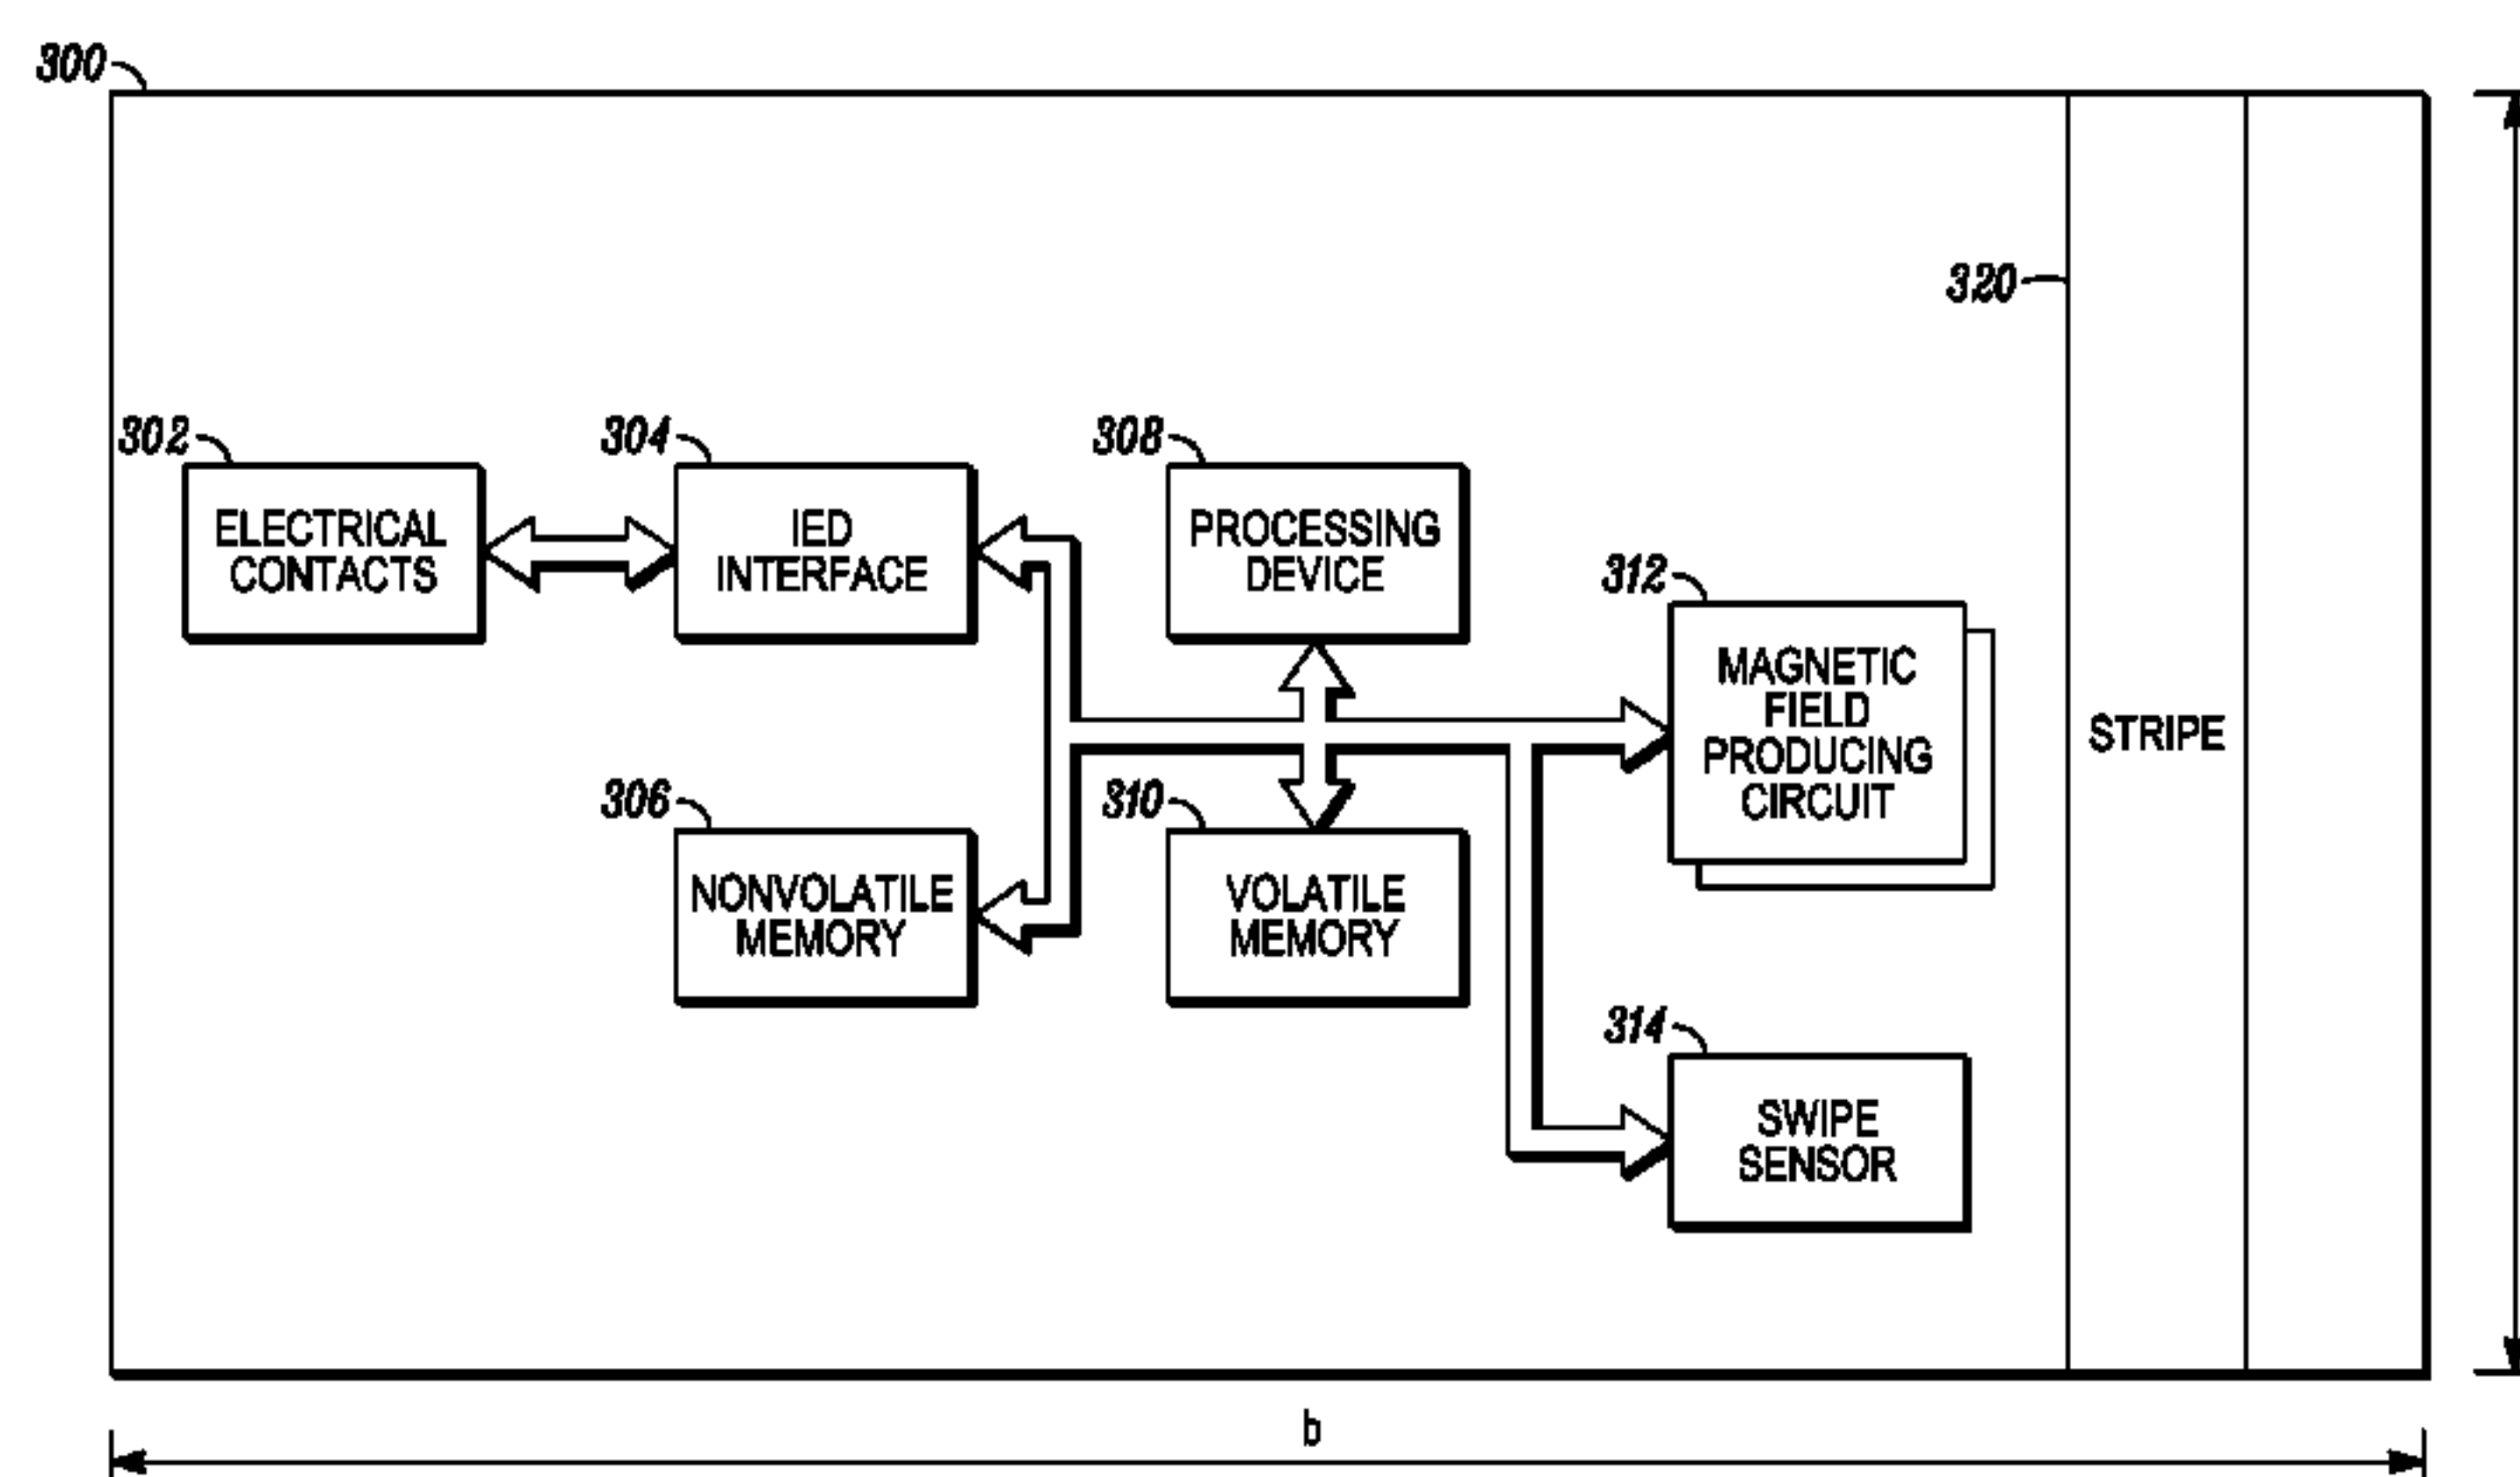 300
320
302
304
308
ELECTRICAL
CONTACTS
IED
INTERFACE
PROCESSING
DEVICE
312
MAGNETIC
FIELD
PRODUCING
CIRCUIT
STRIPE
306
310
NONVOLATILE
MEMORY
VOLATILE
MEMORY
314
SWIPE
SENSOR
b